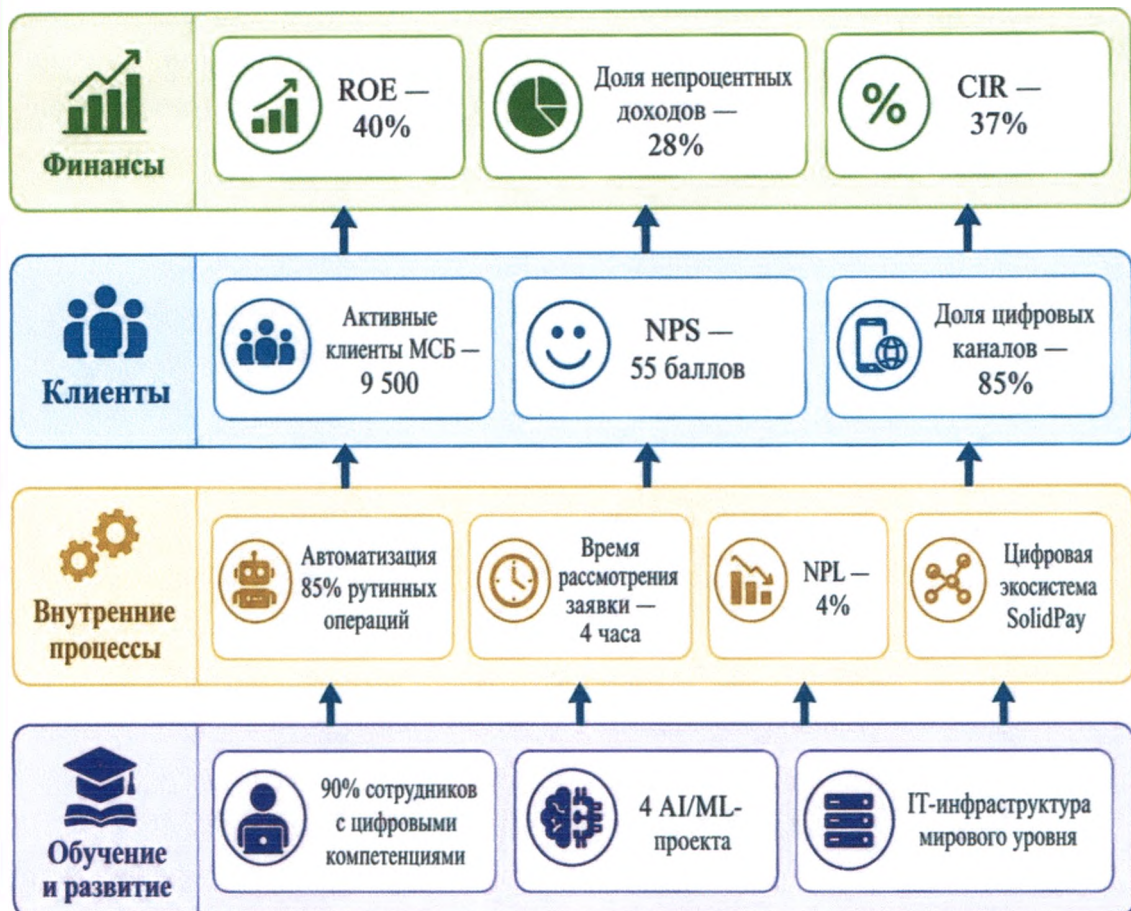 Финансы
ROE —
40%
Доля непроцентных
доходов —
28%
%
CIR —
37%
Клиенты
Активные
клиенты МСБ —
9 500
NPS —
55 баллов
Доля цифровых
каналов —
85%
Внутренние
процессы
Автоматизация
85% рутинных
операций
Время
рассмотрения
заявки —
4 часа
NPL —
4%
Цифровая
экосистема
SolidPay
Обучение
и развитие
90% сотрудников
с цифровыми
компетенциями
4 AI/ML-
проекта
IT-инфраструктура
мирового уровня